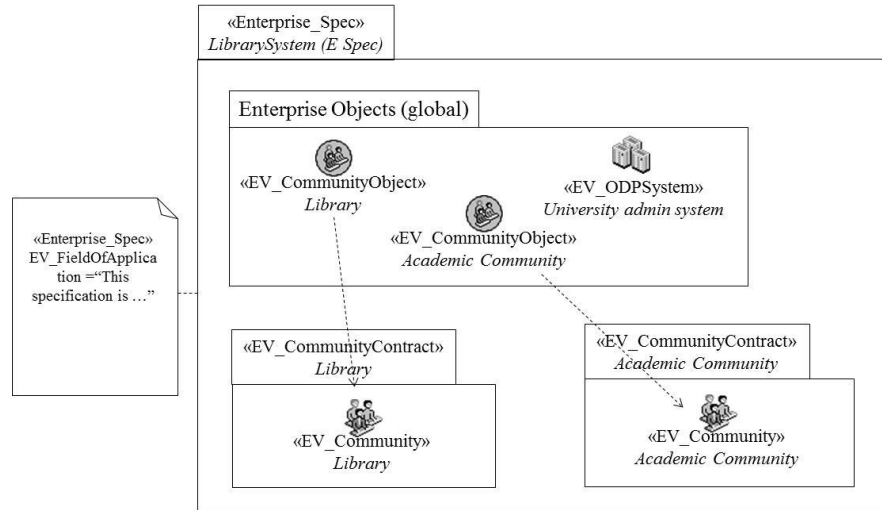 «Enterprise_Spec»
LibrarySystem (E Spec)
Enterprise Objects (global)
«EV_CommunityObject»
Library
«EV_ODPSystem»
University admin system
«EV_CommunityObject»
Academic Community
«Enterprise_Spec»
EV_FieldOfApplica
tion =“This
specification is …”
«EV_CommunityContract»
Library
«EV_Community»
Library
«EV_CommunityContract»
Academic Community
«EV_Community»
Academic Community